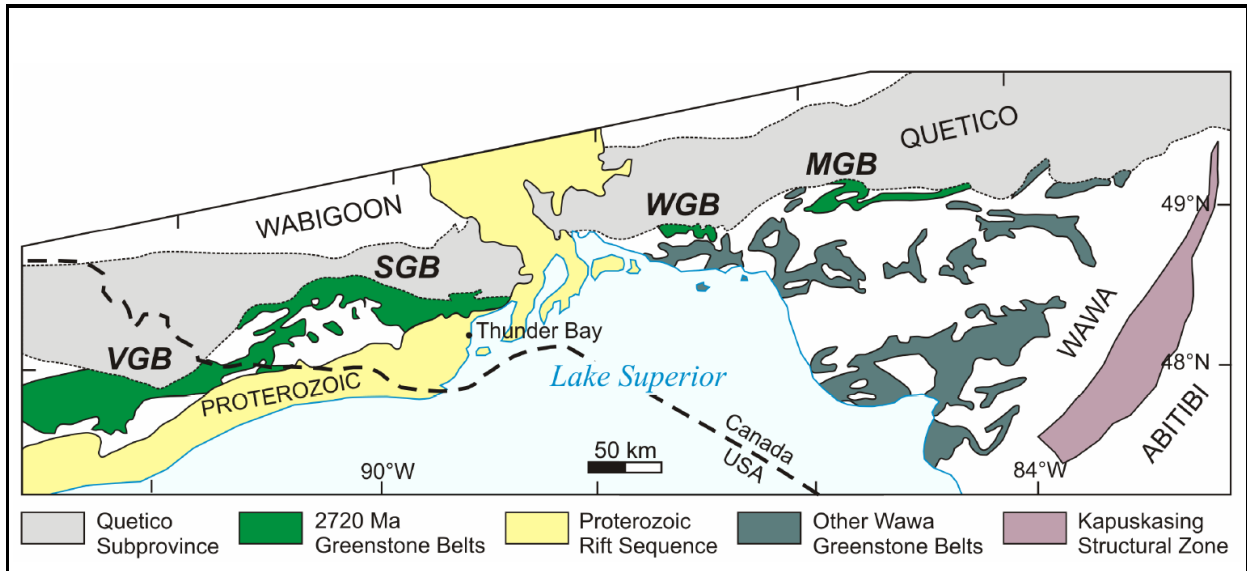 QUETICO
MGB
WABIGOON
WGB
49°N
SGB
Thunder Bay
VGB
WAWA
48°N
PROTEROZOIC
Lake Superior
ABITIBI
50 km
Canada
USA
90°W
84°W
Quetico
Subprovince
2720 Ma
Greenstone Belts
Proterozoic
Rift Sequence
Other Wawa
Greenstone Belts
Kapuskasing
Structural Zone